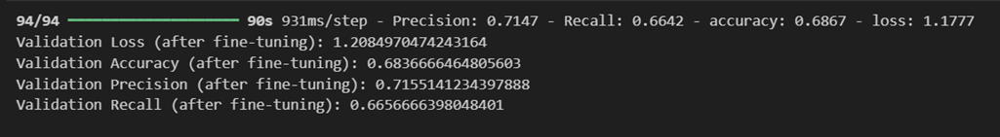 94/94 ━━━━━━━━━━━━━━━━━━━━ 90s 931ms/step - Precision: 0.7147 - Recall: 0.6642 - accuracy: 0.6867 - loss: 1.1777
Validation Loss (after fine-tuning): 1.2084970474243164
Validation Accuracy (after fine-tuning): 0.6836666464805603
Validation Precision (after fine-tuning): 0.7155141234397888
Validation Recall (after fine-tuning): 0.6656666398048401